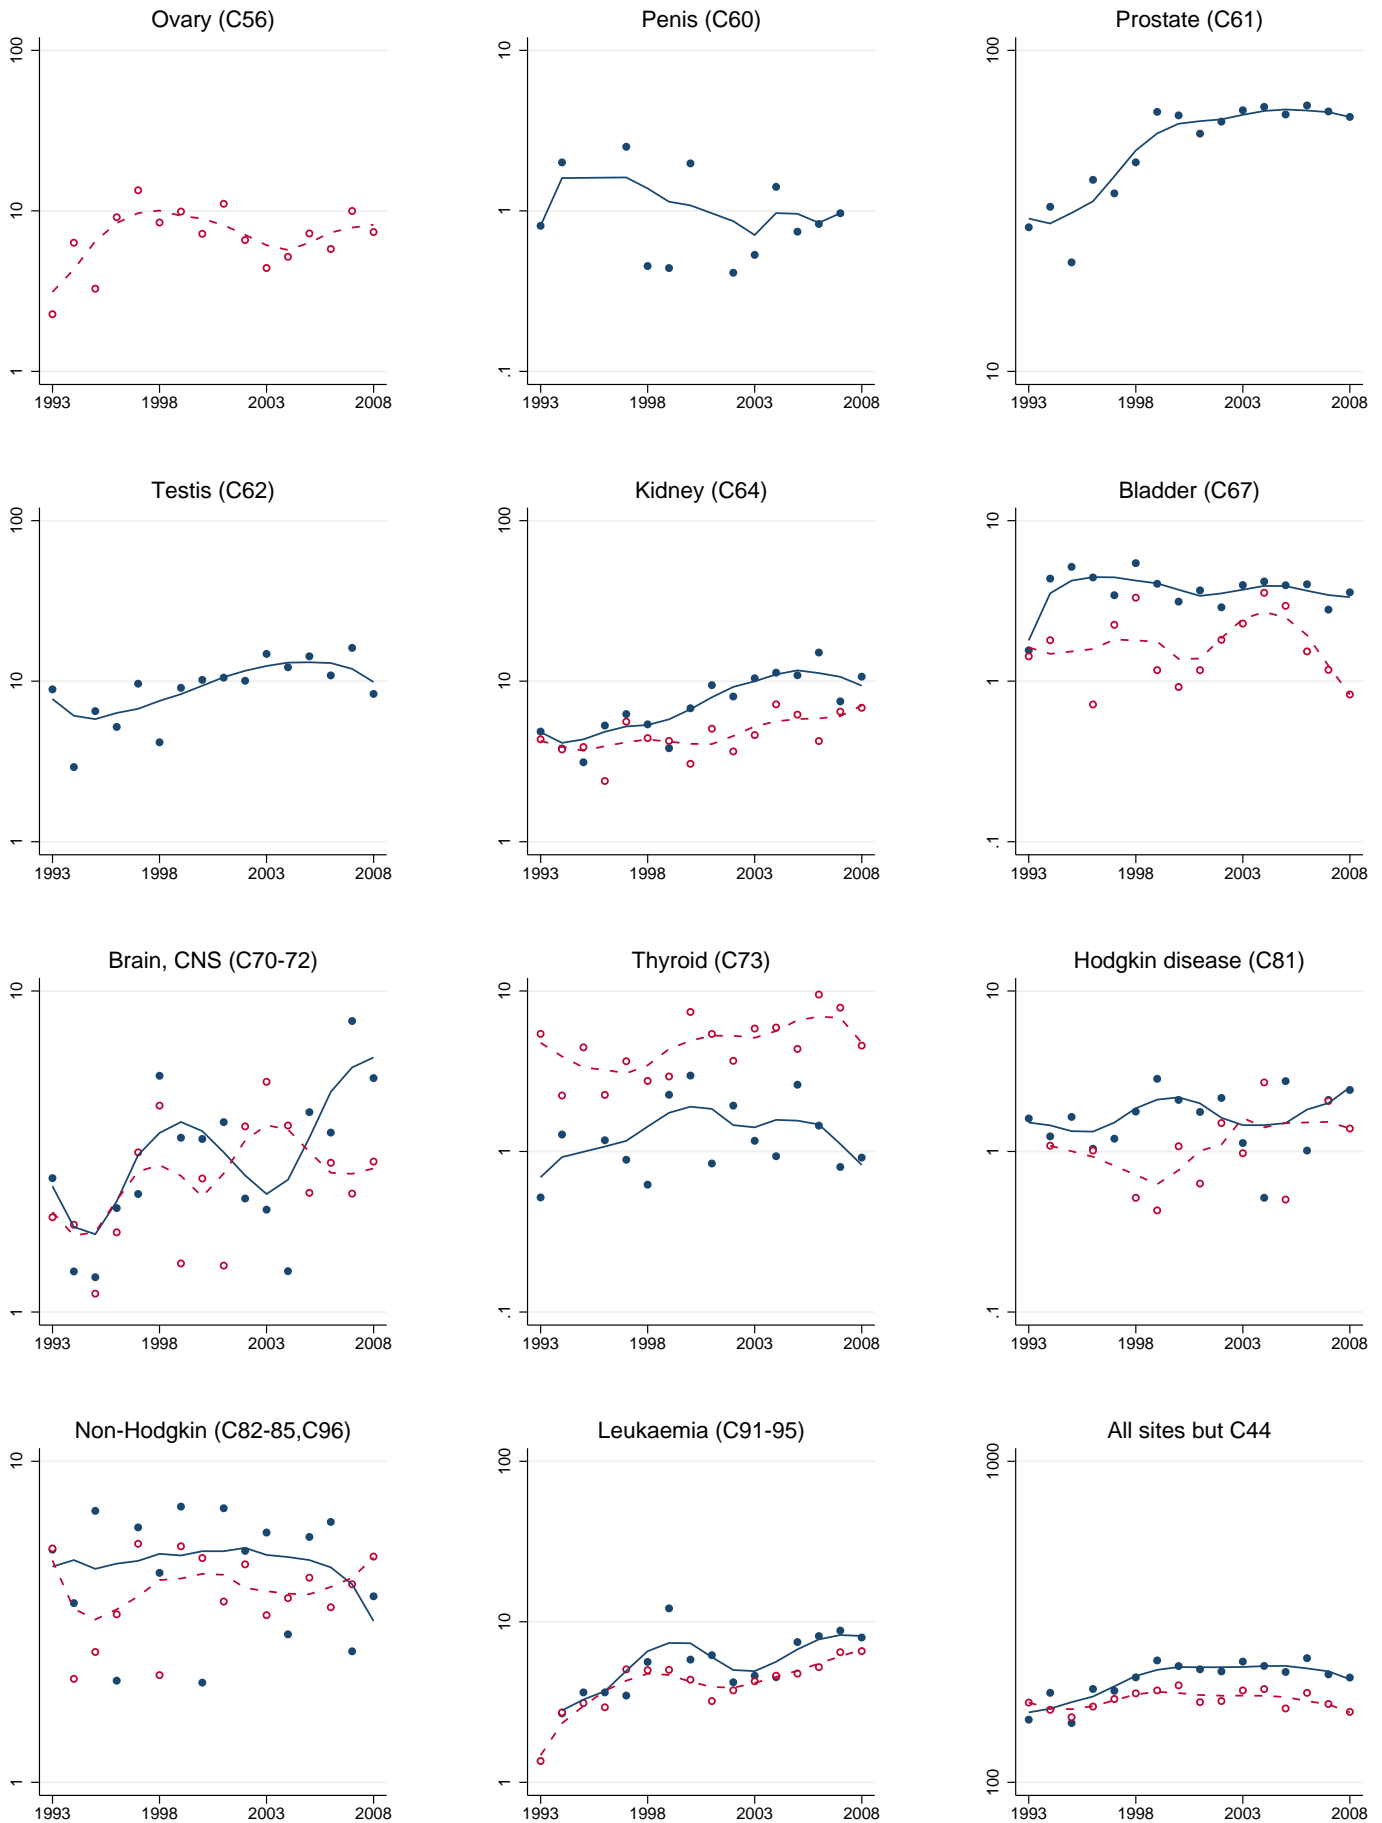 Ovary (C56)
100
10
1
1993 1998 2003 2008
Penis (C60)
10
1
.1
1993 1998 2003 2008
Prostate (C61)
100
10
1993 1998 2003 2008
Testis (C62)
100
10
1
1993 1998 2003 2008
Kidney (C64)
100
10
1
1993 1998 2003 2008
Bladder (C67)
10
1
.1
1993 1998 2003 2008
Brain, CNS (C70-72)
10
1
1993 1998 2003 2008
Thyroid (C73)
10
1
.1
1993 1998 2003 2008
Hodgkin disease (C81)
10
1
.1
1993 1998 2003 2008
Non-Hodgkin (C82-85,C96)
10
1
1993 1998 2003 2008
Leukaemia (C91-95)
100
10
1
1993 1998 2003 2008
All sites but C44
1000
100
1993 1998 2003 2008